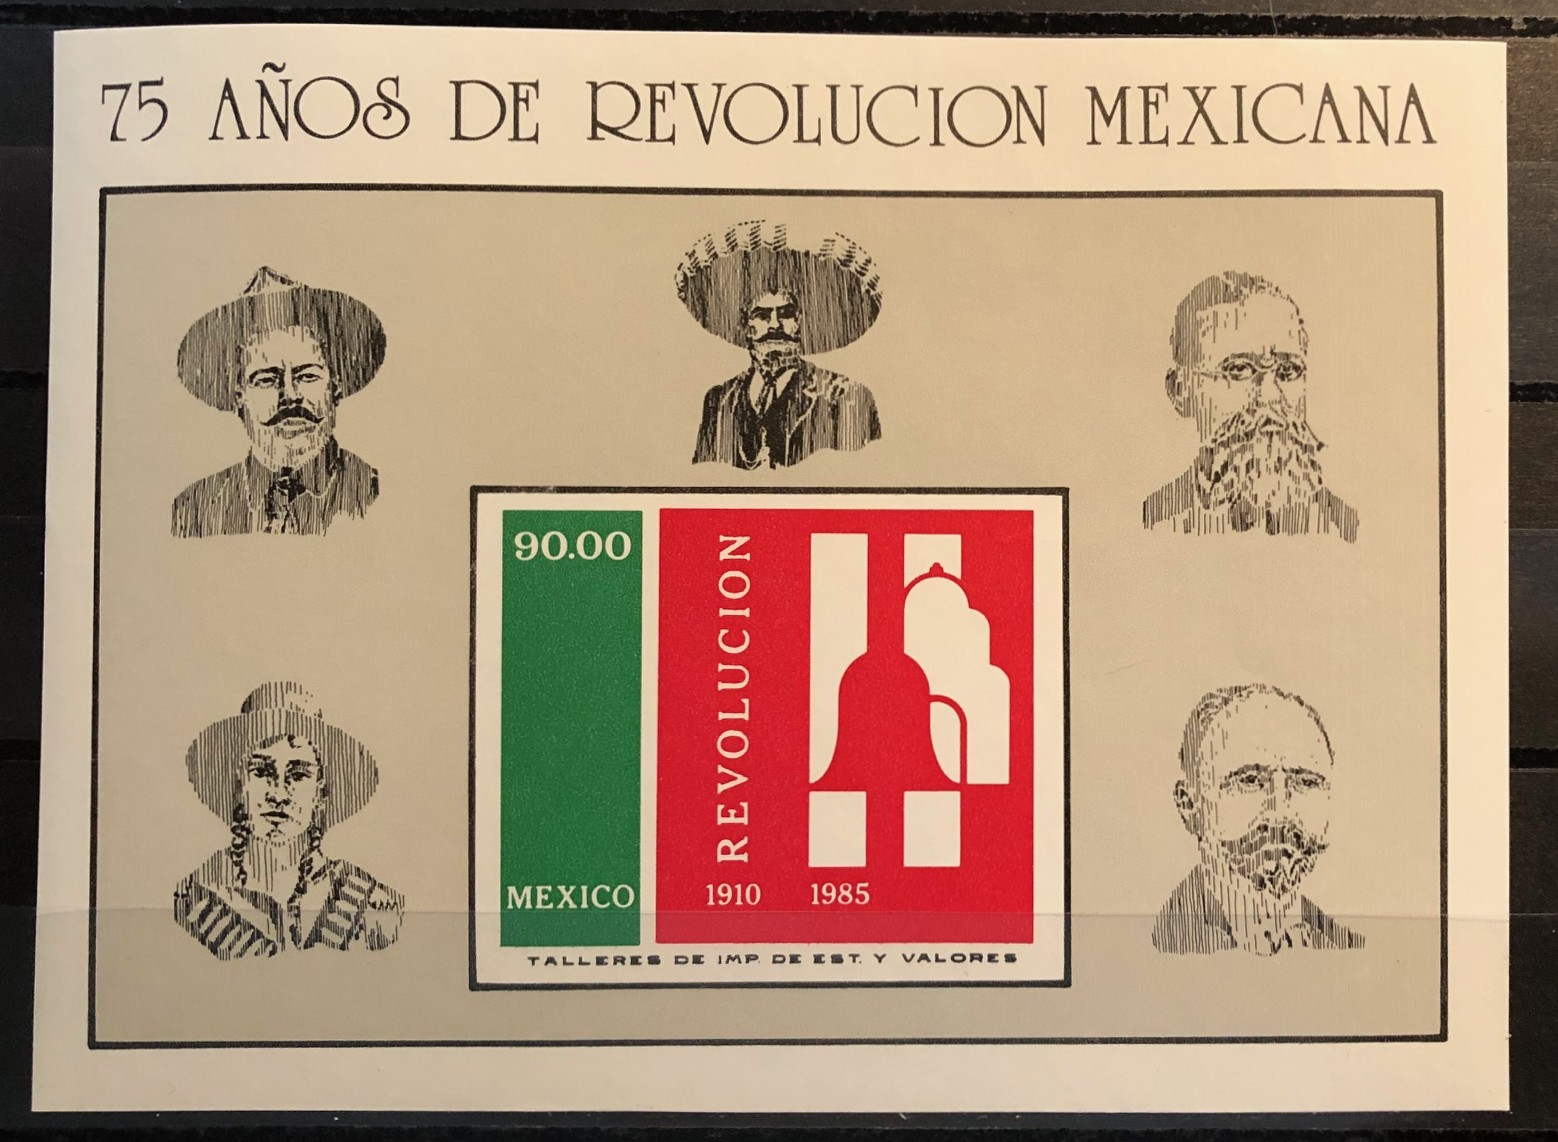 75 AÑOS DE REVOLUCION MEXICANA
90.00
MEXICO
REVOLUCION
1910 1985
TALLERES DE IMP. DE EST. Y VALORES